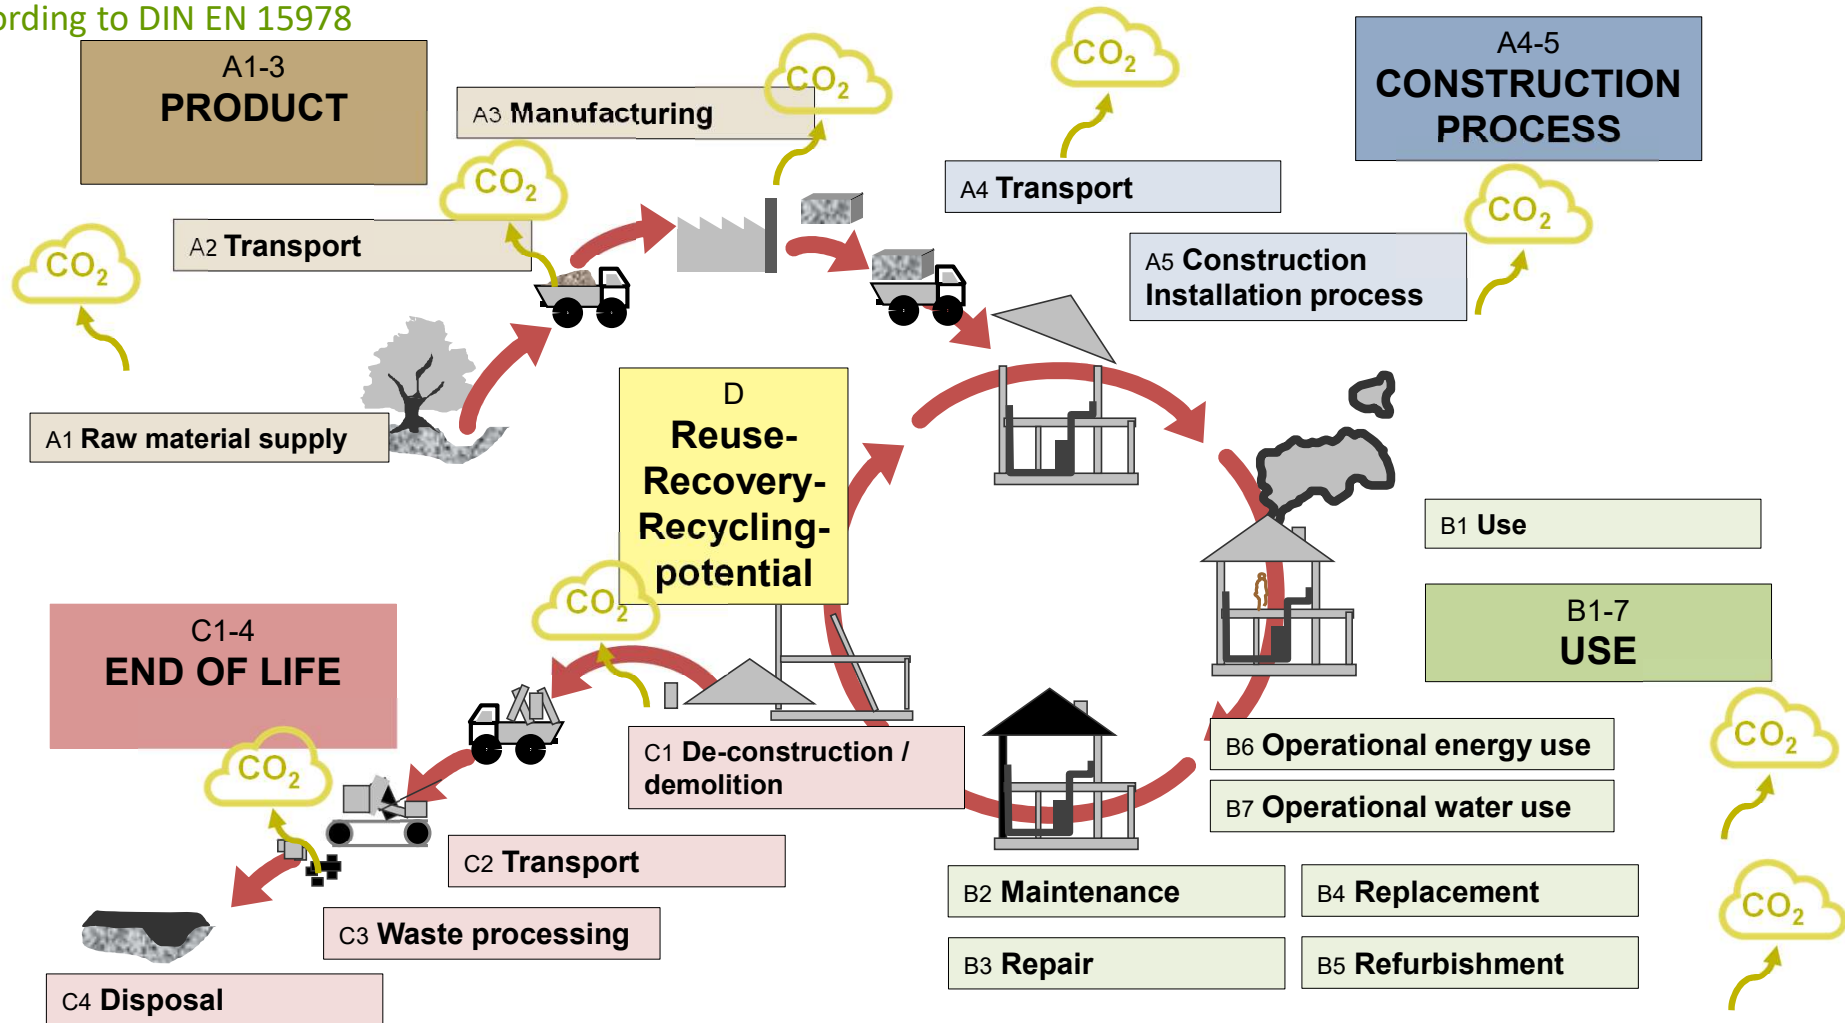 ording to DIN EN 15978
A1-3
PRODUCT
A3 Manufacturing
CO2
CO2
A4-5
CONSTRUCTION
PROCESS
CO2
A4 Transport
CO2
A2 Transport
CO2
A5 Construction
Installation process
A1 Raw material supply
D
Reuse-
Recovery-
Recycling-
potential
B1 Use
B1-7
USE
CO2
C1-4
END OF LIFE
CO2
C1 De-construction /
demolition
B6 Operational energy use
CO2
B7 Operational water use
C2 Transport
B2 Maintenance
B4 Replacement
CO2
C3 Waste processing
B3 Repair
B5 Refurbishment
C4 Disposal